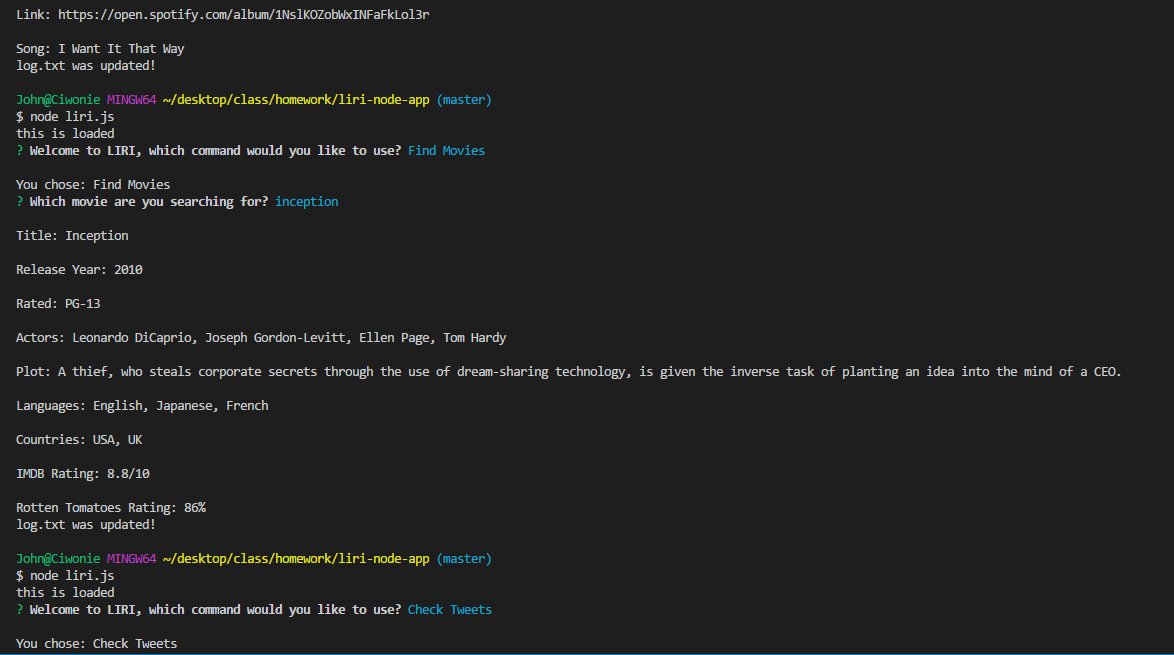 Link: https://open.spotify.com/album/1NslKOZobWxINFaFkLol3r
Song: I Want It That Way
log.txt was updated!
John@Ciwonie MINGW64 ~/desktop/class/homework/liri-node-app (master)
$ node liri.js
this is loaded
? Welcome to LIRI, which command would you like to use? Find Movies
You chose: Find Movies
? Which movie are you searching for? inception
Title: Inception
Release Year: 2010
Rated: PG-13
Actors: Leonardo DiCaprio, Joseph Gordon-Levitt, Ellen Page, Tom Hardy
Plot: A thief, who steals corporate secrets through the use of dream-sharing technology, is given the inverse task of planting an idea into the mind of a CEO.
Languages: English, Japanese, French
Countries: USA, UK
IMDB Rating: 8.8/10
Rotten Tomatoes Rating: 86%
log.txt was updated!
John@Ciwonie MINGW64 ~/desktop/class/homework/liri-node-app (master)
$ node liri.js
this is loaded
? Welcome to LIRI, which command would you like to use? Check Tweets
You chose: Check Tweets